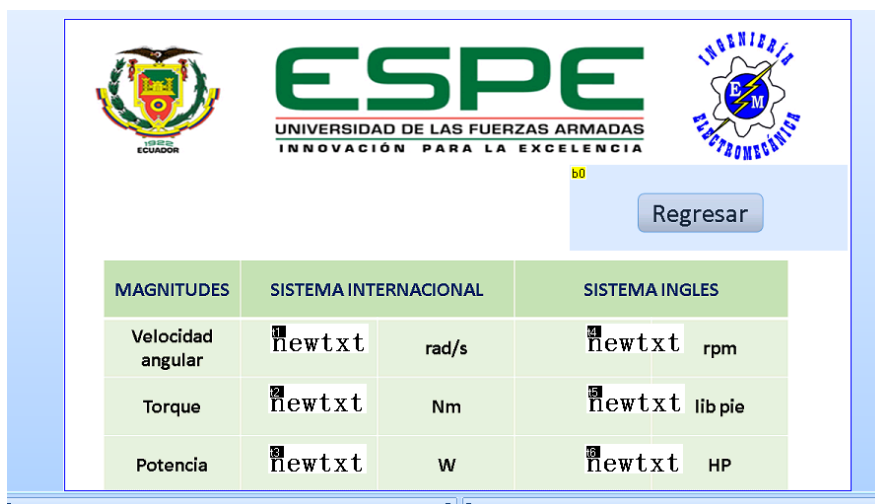 1922
ECUADOR
ESPE
UNIVERSIDAD DE LAS FUERZAS ARMADAS
INNOVACIÓN PARA LA EXCELENCIA
INGENIERÍA
E
M
ELECTROMECÁNICA
b0
Regresar
MAGNITUDES SISTEMA INTERNACIONAL SISTEMA INGLES
Velocidad
angular
t1
newtxt rad/s
t4
newtxt rpm
Torque
t2
newtxt Nm
t5
newtxt lib pie
Potencia
t3
newtxt W
t6
newtxt HP